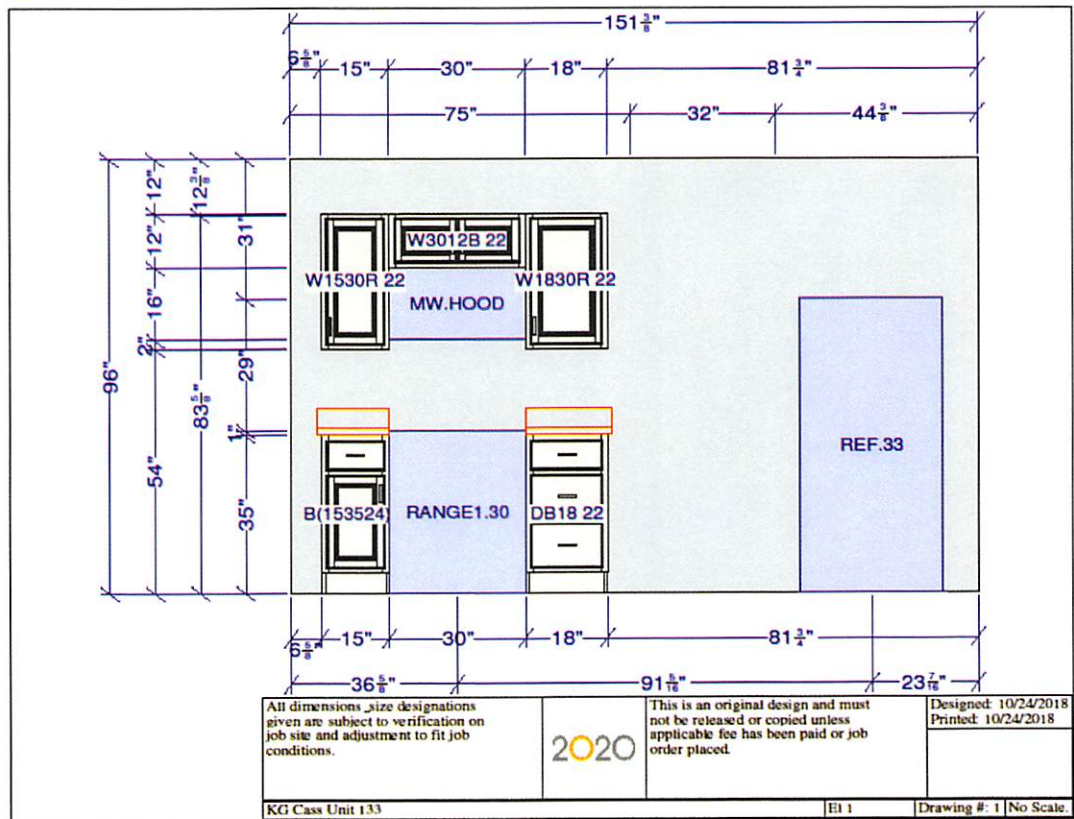 151 3/8"
6 5/8" 15" 30" 18" 81 3/4"
75" 32" 44 3/8"
12" 12 3/8" 31"
12"
16"
2" 29"
96" 83 5/8"
1"
54" 35"
W3012B 22
W1530R 22 W1830R 22
MW.HOOD
REF.33
B(153524) RANGE1.30 DB18 22
6 5/8" 15" 30" 18" 81 3/4"
36 5/8" 91 5/16" 23 7/16"
All dimensions _size designations
given are subject to verification on
job site and adjustment to fit job
conditions.
2020
This is an original design and must
not be released or copied unless
applicable fee has been paid or job
order placed.
Designed: 10/24/2018
Printed: 10/24/2018
KG Cass Unit 133 El 1 Drawing #: 1 No Scale.